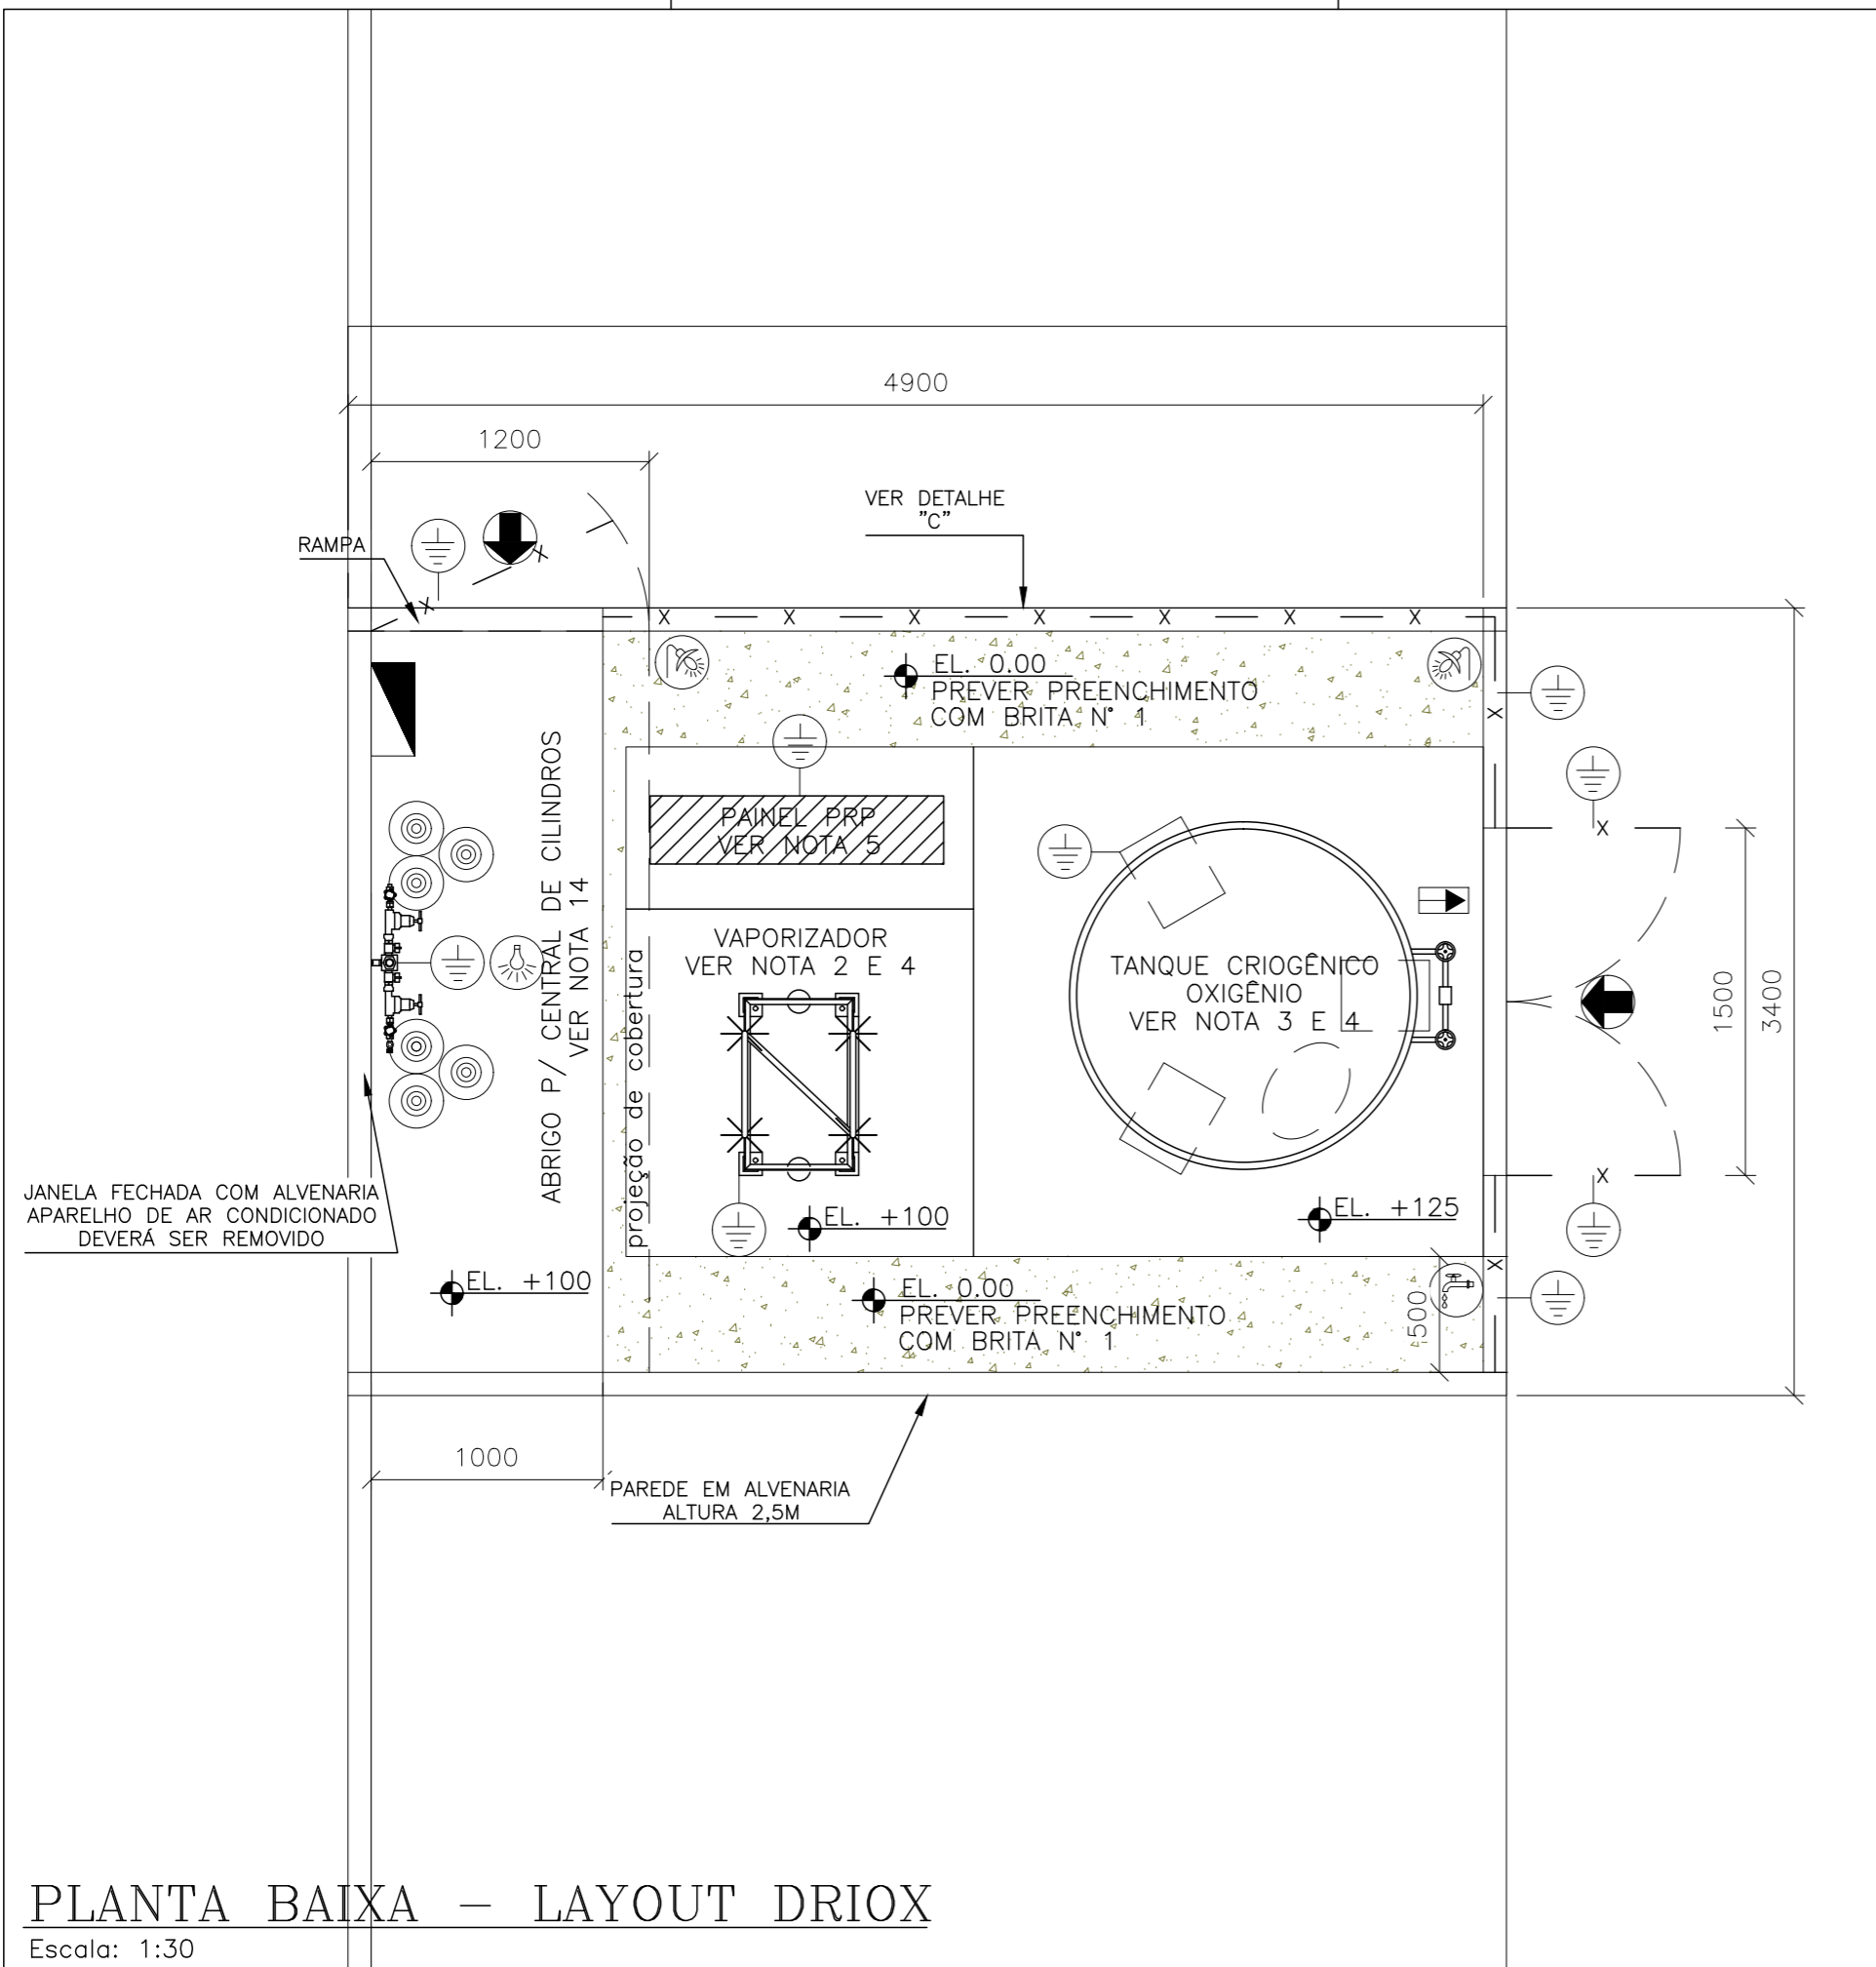 4900
1200
VER DETALHE
"C"
RAMPA
X
X
X
X
X
X
X
X
X
X
EL. 0.00
PREVER PREENCHIMENTO
COM BRITA N° 1
X
PAINEL PRP
VER NOTA 5
X
ABRIGO P/ CENTRAL DE CILINDROS
VER NOTA 14
projeção de cobertura
VAPORIZADOR
VER NOTA 2 E 4
TANQUE CRIOGÊNICO
OXIGÊNIO
VER NOTA 3 E 4
1500
3400
X
JANELA FECHADA COM ALVENARIA
APARELHO DE AR CONDICIONADO
DEVERÁ SER REMOVIDO
EL. +100
EL. +125
X
EL. +100
EL. 0.00
PREVER PREENCHIMENTO
COM BRITA N° 1
500
1000
PAREDE EM ALVENARIA
ALTURA 2,5M
PLANTA BAIXA - LAYOUT DRIOX
Escala: 1:30